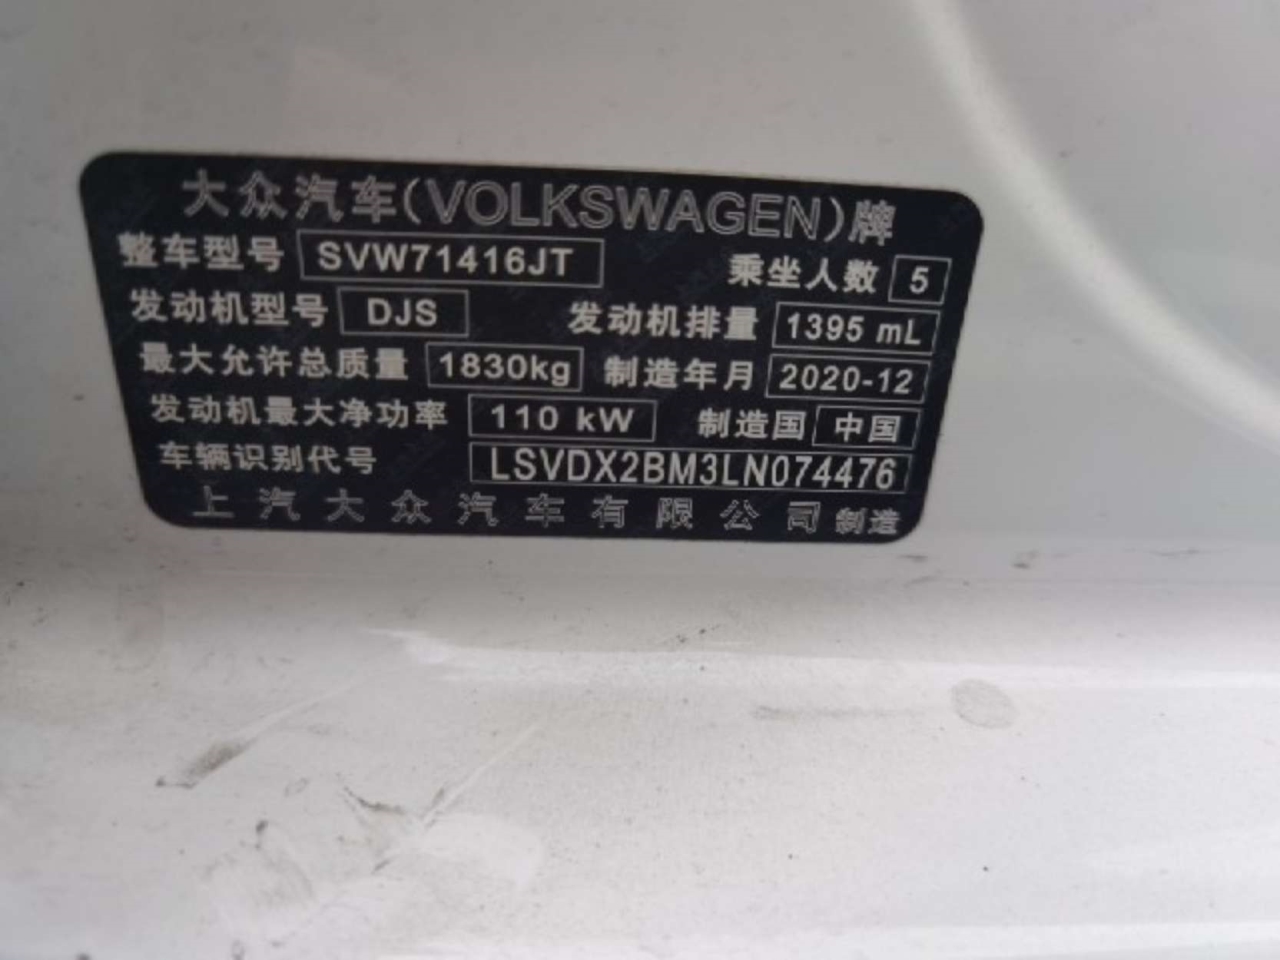 大众汽车(VOLKSWAGEN)牌
整车型号 SVW71416JT 乘坐人数 5
发动机型号 DJS 发动机排量 1395 mL
最大允许总质量 1830kg 制造年月 2020-12
发动机最大净功率 110 kW 制造国 中国
车辆识别代号 LSVDX2BM3LN074476
上汽大众汽车有限公司 制造